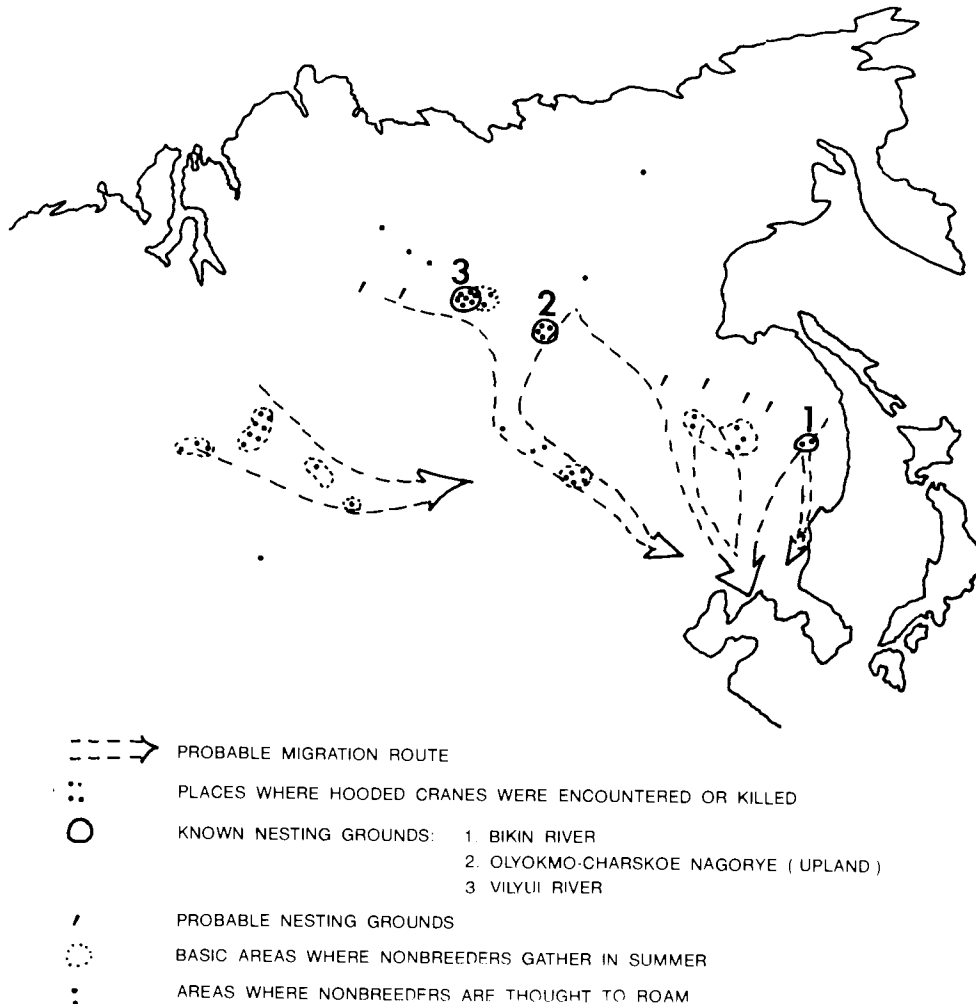 3
2
1
PROBABLE MIGRATION ROUTE
PLACES WHERE HOODED CRANES WERE ENCOUNTERED OR KILLED
KNOWN NESTING GROUNDS: 1. BIKIN RIVER
2. OLYOKMO-CHARSKOE NAGORYE ( UPLAND )
3 VILYUI RIVER
PROBABLE NESTING GROUNDS
BASIC AREAS WHERE NONBREEDERS GATHER IN SUMMER
AREAS WHERE NONBREEDERS ARE THOUGHT TO ROAM